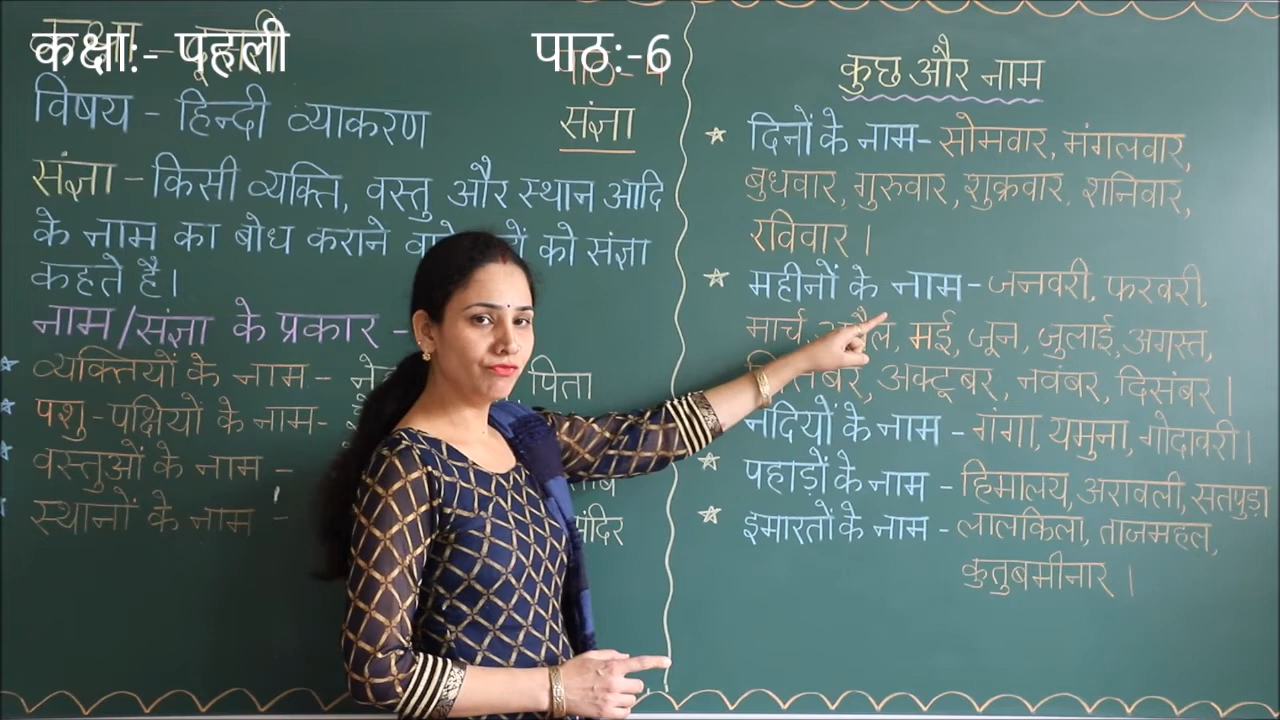 कक्षा:- पहली
पाठ:-6
विषय - हिन्दी व्याकरण
संज्ञा
संज्ञा - किसी व्यक्ति, वस्तु और स्थान आदि
के नाम का बोध कराने को संज्ञा
कहते है।
नाम/संज्ञा के प्रकार -
व्यक्तियों के नाम - पिता
पशु-पक्षियों के नाम-
वस्तुओं के नाम -
स्थानों के नाम -
कुछ और नाम
दिनों के नाम- सोमवार, मंगलवार,
बुधवार, गुरुवार, शुक्रवार, शनिवार,
रविवार।
महीनों के नाम- जनवरी, फरवरी,
मार्च, मई, जून, जुलाई, अगस्त,
अक्टूबर, नवंबर, दिसंबर।
नदियों के नाम - गंगा, यमुना, गोदावरी।
पहाड़ों के नाम - हिमालय, अरावली, सतपुड़ा
इमारतों के नाम - लालकिला, ताजमहल,
कुतुबमीनार।